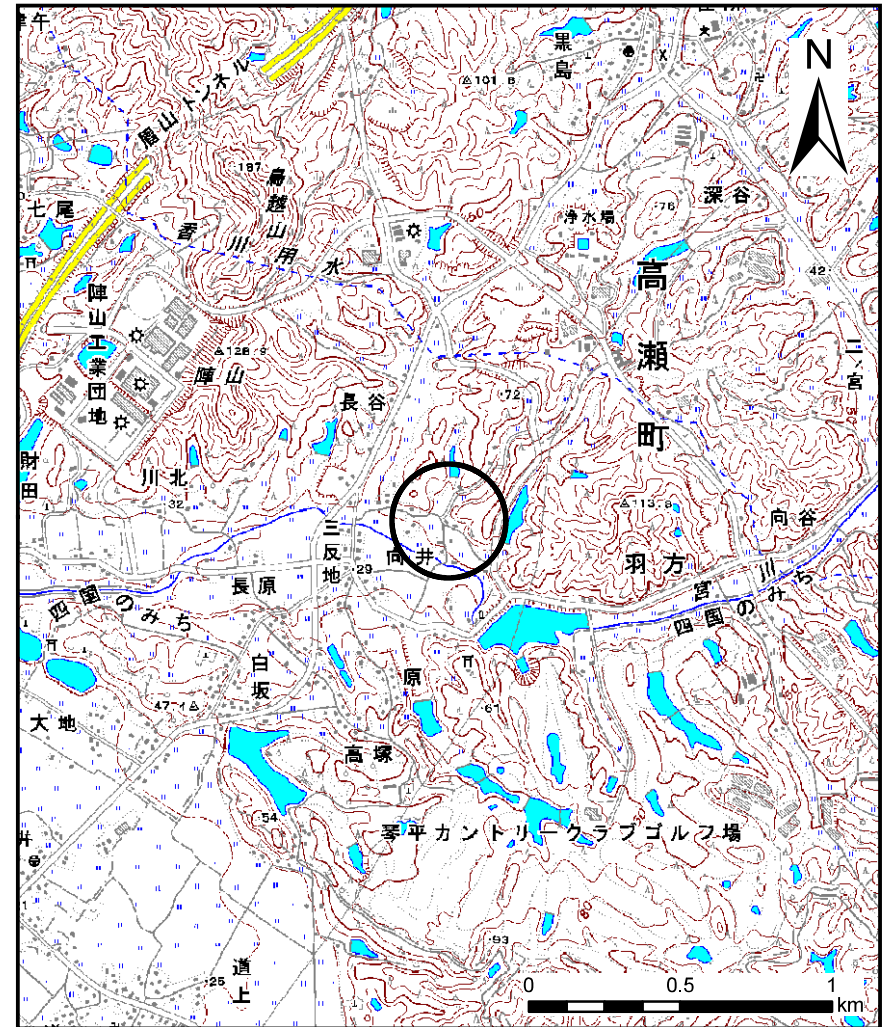 黒島
△101.8
N
眉山トンネル
・187
鳥越山
七尾
香川用水
浄水場
・76
深谷
50
・42
高瀬町
陣山工業団地
△128.9
陣山
二ノ宮
50
長谷
・72
財田
川北
32
△113.8
向谷
三反地
向井
羽方
・29
長原
宮川
四国のみち
四国のみち
白坂
原
47.1△
・61
大地
高塚
・54
琴平カントリークラブゴルフ場
井
・93
80
道上
・25
0
0.5
1
km